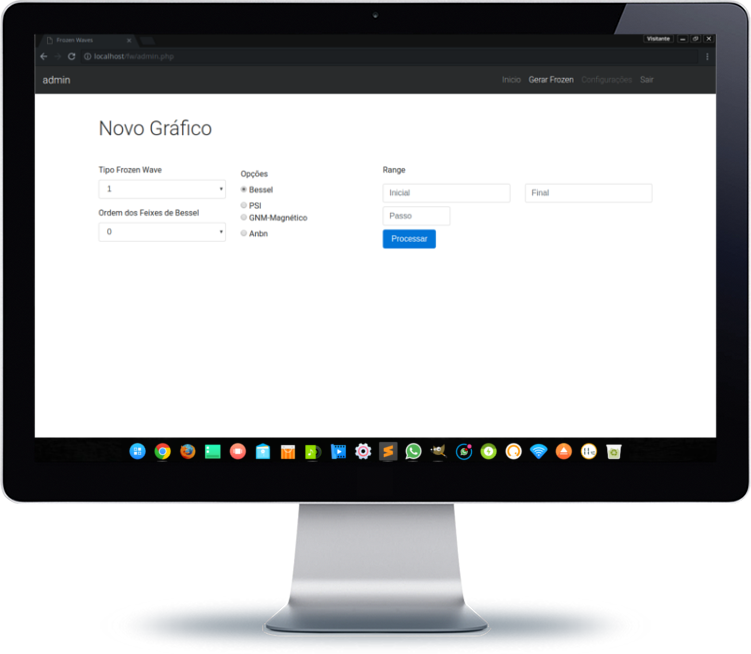 Frozen Waves
Visitante
localhost/fw/admin.php
admin
Inicio Gerar Frozen Configurações Sair
Novo Gráfico
Tipo Frozen Wave
1
Ordem dos Feixes de Bessel
0
Opções
Bessel
PSI
GNM-Magnético
Anbn
Range
Inicial Final
Passo
Processar